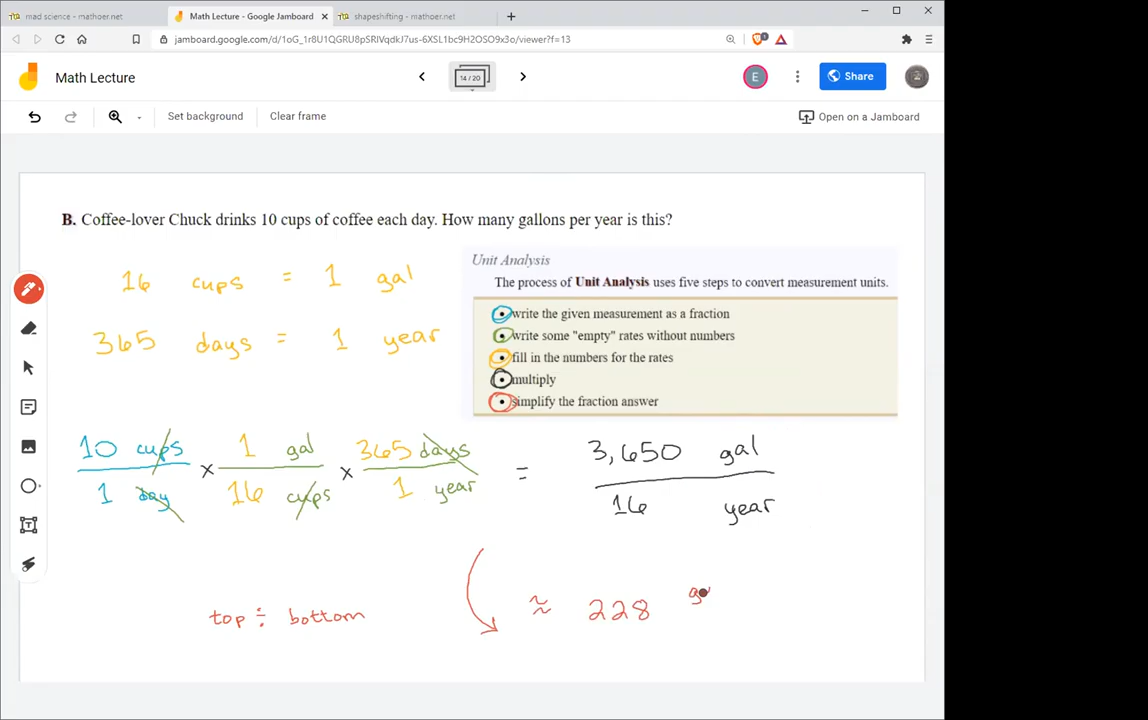 mad science - mathoer.net
Math Lecture - Google Jamboard
shapeshifting - mathoer.net
jamboard.google.com/d/1oG_1r8U1QGRU8pSRIVqdkJ7us-6XSL1bc9H2OSO9x3o/viewer?f=13
Math Lecture
14 / 20
E
Share
Set background
Clear frame
Open on a Jamboard
B. Coffee-lover Chuck drinks 10 cups of coffee each day. How many gallons per year is this?
16 cups = 1 gal
365 days = 1 year
Unit Analysis
The process of Unit Analysis uses five steps to convert measurement units.
• write the given measurement as a fraction
• write some "empty" rates without numbers
• fill in the numbers for the rates
• multiply
• simplify the fraction answer
10 cups × 1 gal × 365 days = 3,650 gal
1 day 16 cups 1 year 16 year
top ÷ bottom
≈ 228